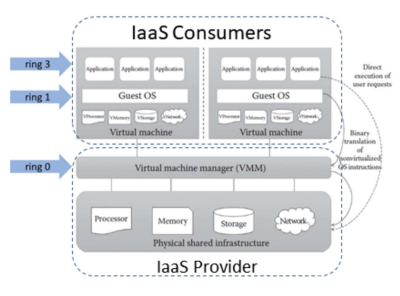 IaaS Consumers
ring 3
Application
Application
Application
Application
Application
Application
Direct
execution of
user requests
ring 1
Guest OS
Guest OS
VProcessor
VMemory
VStorage
VNetwork
VProcessor
VMemory
VStorage
VNetwork
Virtual machine
Virtual machine
Binary
translation
of
nonvirtualized
OS instructions
ring 0
Virtual machine manager (VMM)
Processor
Memory
Storage
Network
Physical shared infrastructure
IaaS Provider